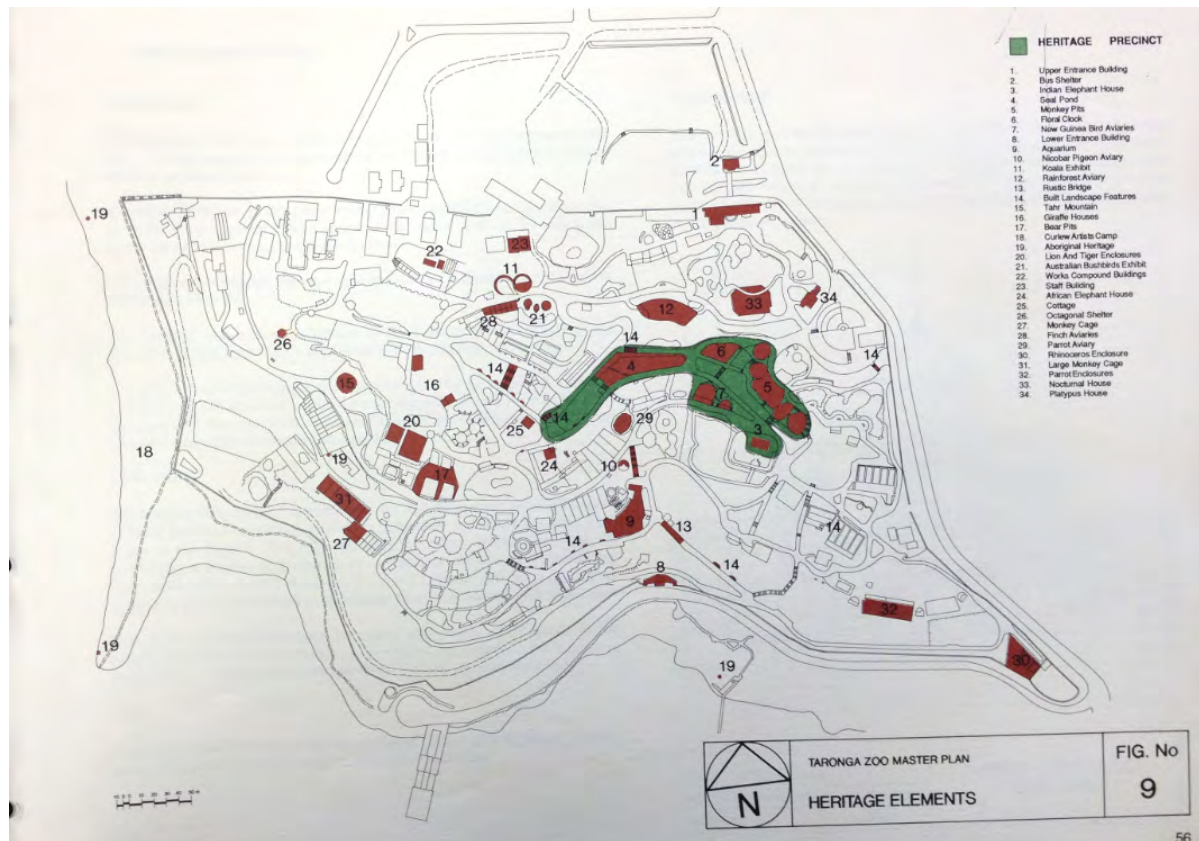 HERITAGE PRECINCT
1. Upper Entrance Building
2. Bus Shelter
3. Indian Elephant House
4. Seal Pond
5. Monkey Pits
6. Floral Clock
7. New Guinea Bird Aviaries
8. Lower Entrance Building
9. Aquarium
10. Nicobar Pigeon Aviary
11. Koala Exhibit
12. Rainforest Aviary
13. Rustic Bridge
14. Built Landscape Features
15. Tahr Mountain
16. Giraffe Houses
17. Bear Pits
18. Curlew Artists Camp
19. Aboriginal Heritage
20. Lion And Tiger Enclosures
21. Australian Bushbirds Exhibit
22. Works Compound Buildings
23. Staff Building
24. African Elephant House
25. Cottage
26. Octagonal Shelter
27. Monkey Cage
28. Finch Aviaries
29. Parrot Aviary
30. Rhinoceros Enclosure
31. Large Monkey Cage
32. Parrot Enclosures
33. Nocturnal House
34. Platypus House
2
19
1
23
22
11
33
34
28
21
12
14
26
14
6
14
4
15
16
5
7
14
25
29
3
20
24
18
19
10
17
31
9
13
14
27
14
8
14
32
19
30
19
N
TARONGA ZOO MASTER PLAN
HERITAGE ELEMENTS
FIG. No
9
56